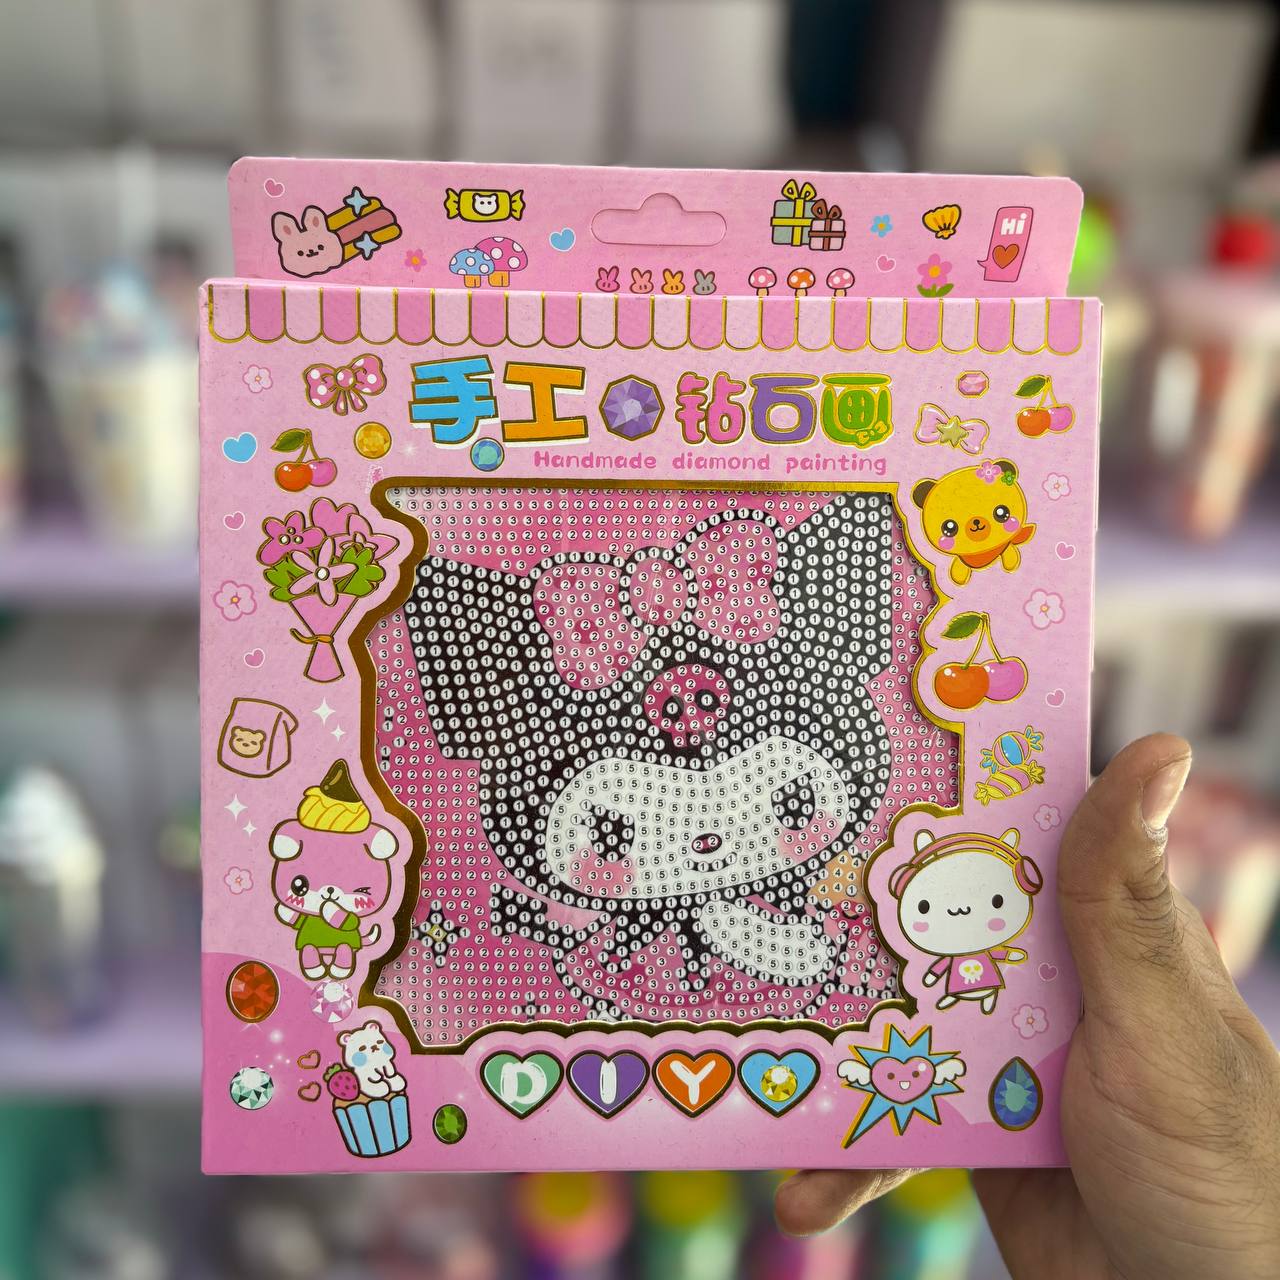 Hi
手工钻石画
Handmade diamond painting
DIY